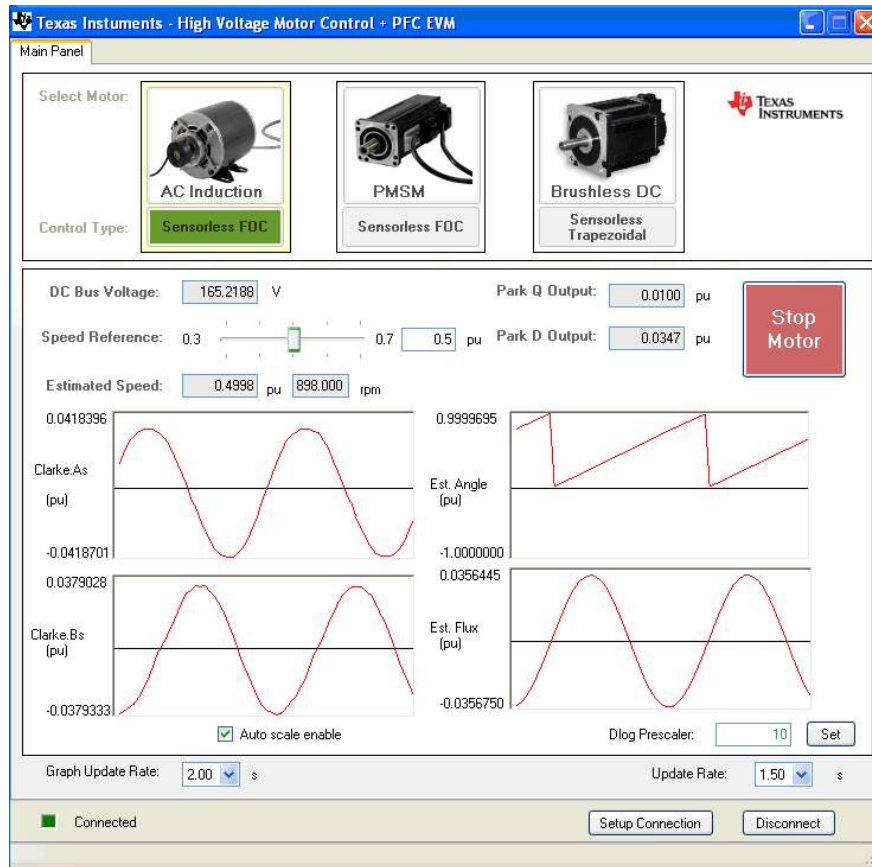 Texas Instuments - High Voltage Motor Control + PFC EVM
Main Panel
Select Motor:
AC Induction
PMSM
Brushless DC
TEXAS
INSTRUMENTS
Control Type:
Sensorless FOC
Sensorless FOC
Sensorless
Trapezoidal
DC Bus Voltage: 165.2188 V
Park Q Output: 0.0100 pu
Stop
Motor
Speed Reference: 0.3 0.7 0.5 pu
Park D Output: 0.0347 pu
Estimated Speed: 0.4998 pu 898.000 rpm
0.0418396
Clarke.As
(pu)
-0.0418701
0.9999695
Est. Angle
(pu)
-1.0000000
0.0379028
Clarke.Bs
(pu)
-0.0379333
0.0356445
Est. Flux
(pu)
-0.0356750
Auto scale enable
Dlog Prescaler: 10 Set
Graph Update Rate: 2.00 s
Update Rate: 1.50 s
Connected
Setup Connection
Disconnect